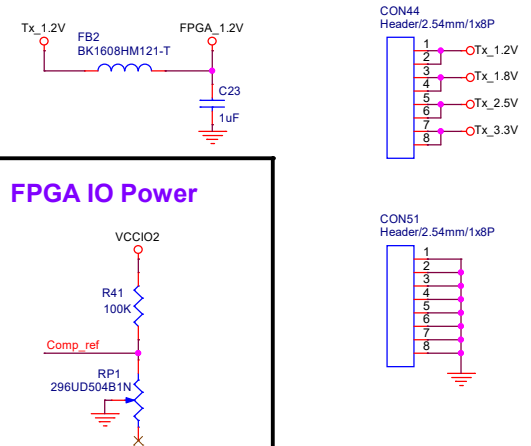 Tx_1.2V
FB2
BK1608HM121-T
FPGA_1.2V
C23
1uF
CON44
Header/2.54mm/1x8P
1
2
3
4
5
6
7
8
Tx_1.2V
Tx_1.8V
Tx_2.5V
Tx_3.3V
FPGA IO Power
VCCIO2
R41
100K
Comp_ref
RP1
296UD504B1N
CON51
Header/2.54mm/1x8P
1
2
3
4
5
6
7
8